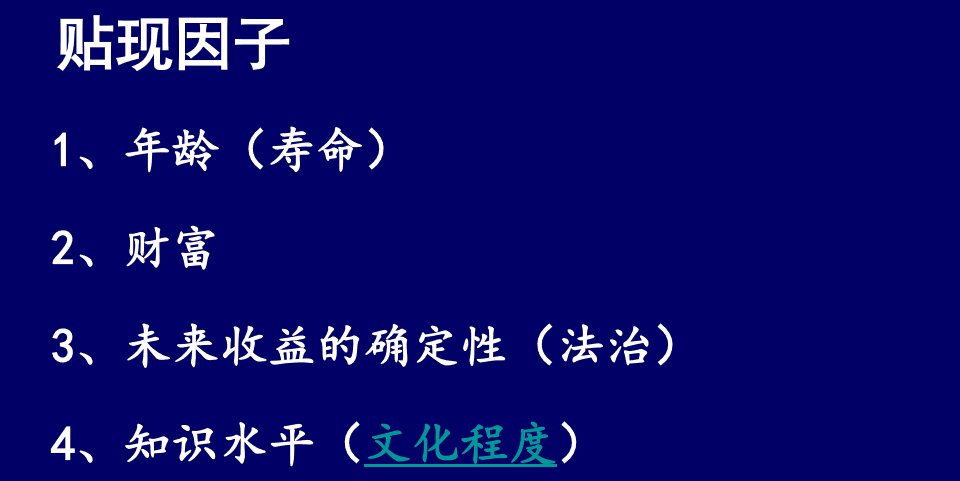 贴现因子
1、年龄（寿命）
2、财富
3、未来收益的确定性（法治）
4、知识水平（文化程度）